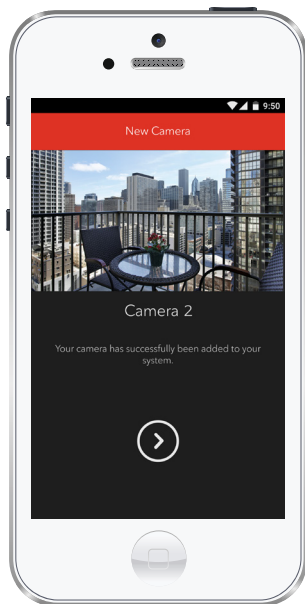 9:50
New Camera
Camera 2
Your camera has successfully been added to your
system.